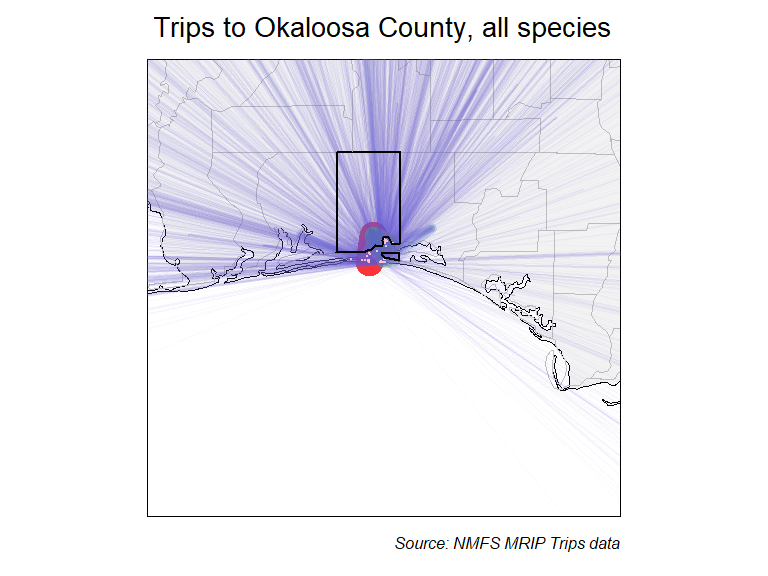 Trips to Okaloosa County, all species
Source: NMFS MRIP Trips data